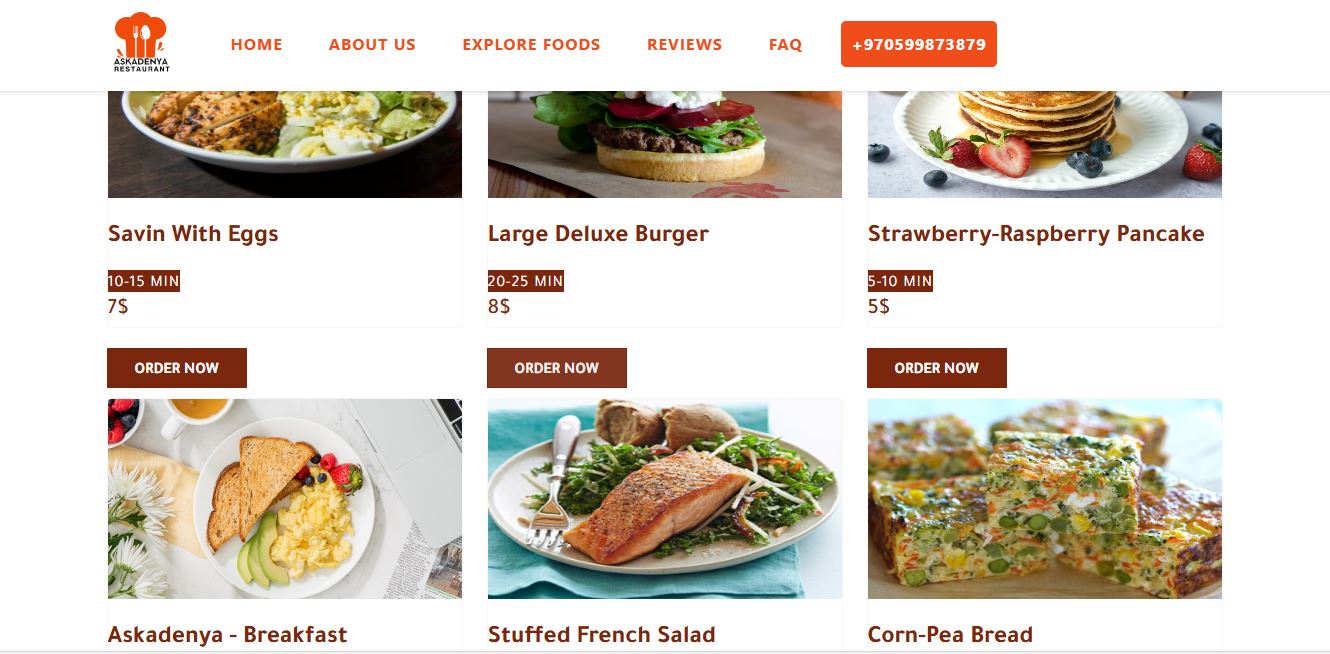 ASKADENYA
RESTAURANT
HOME
ABOUT US
EXPLORE FOODS
REVIEWS
FAQ
+970599873879
Savin With Eggs
10-15 MIN
7$
ORDER NOW
Large Deluxe Burger
20-25 MIN
8$
ORDER NOW
Strawberry-Raspberry Pancake
5-10 MIN
5$
ORDER NOW
Askadenya - Breakfast
Stuffed French Salad
Corn-Pea Bread